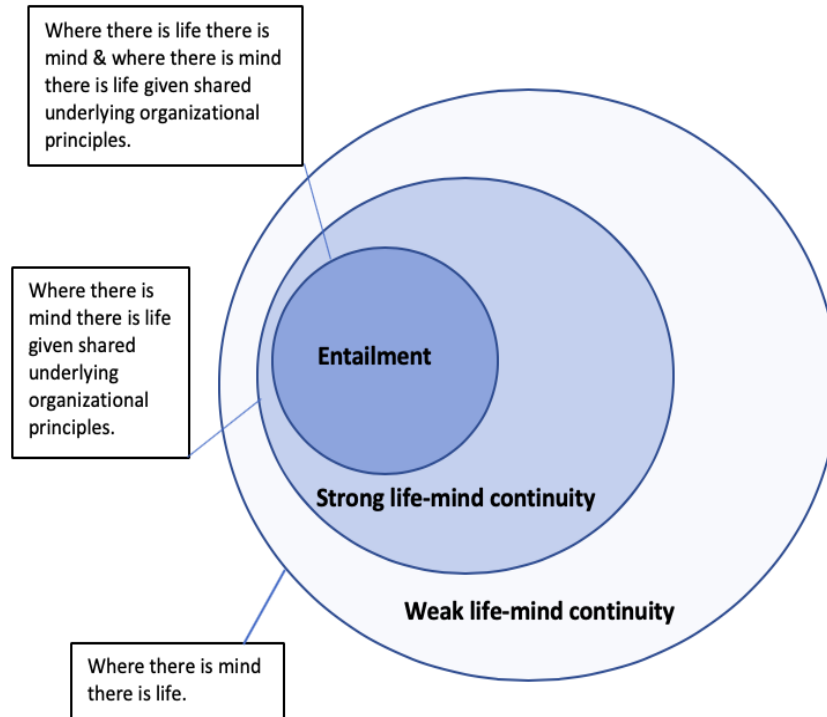 Where there is life there is
mind & where there is mind
there is life given shared
underlying organizational
principles.
Where there is
mind there is life
given shared
underlying
organizational
principles.
Entailment
Strong life-mind continuity
Weak life-mind continuity
Where there is mind
there is life.